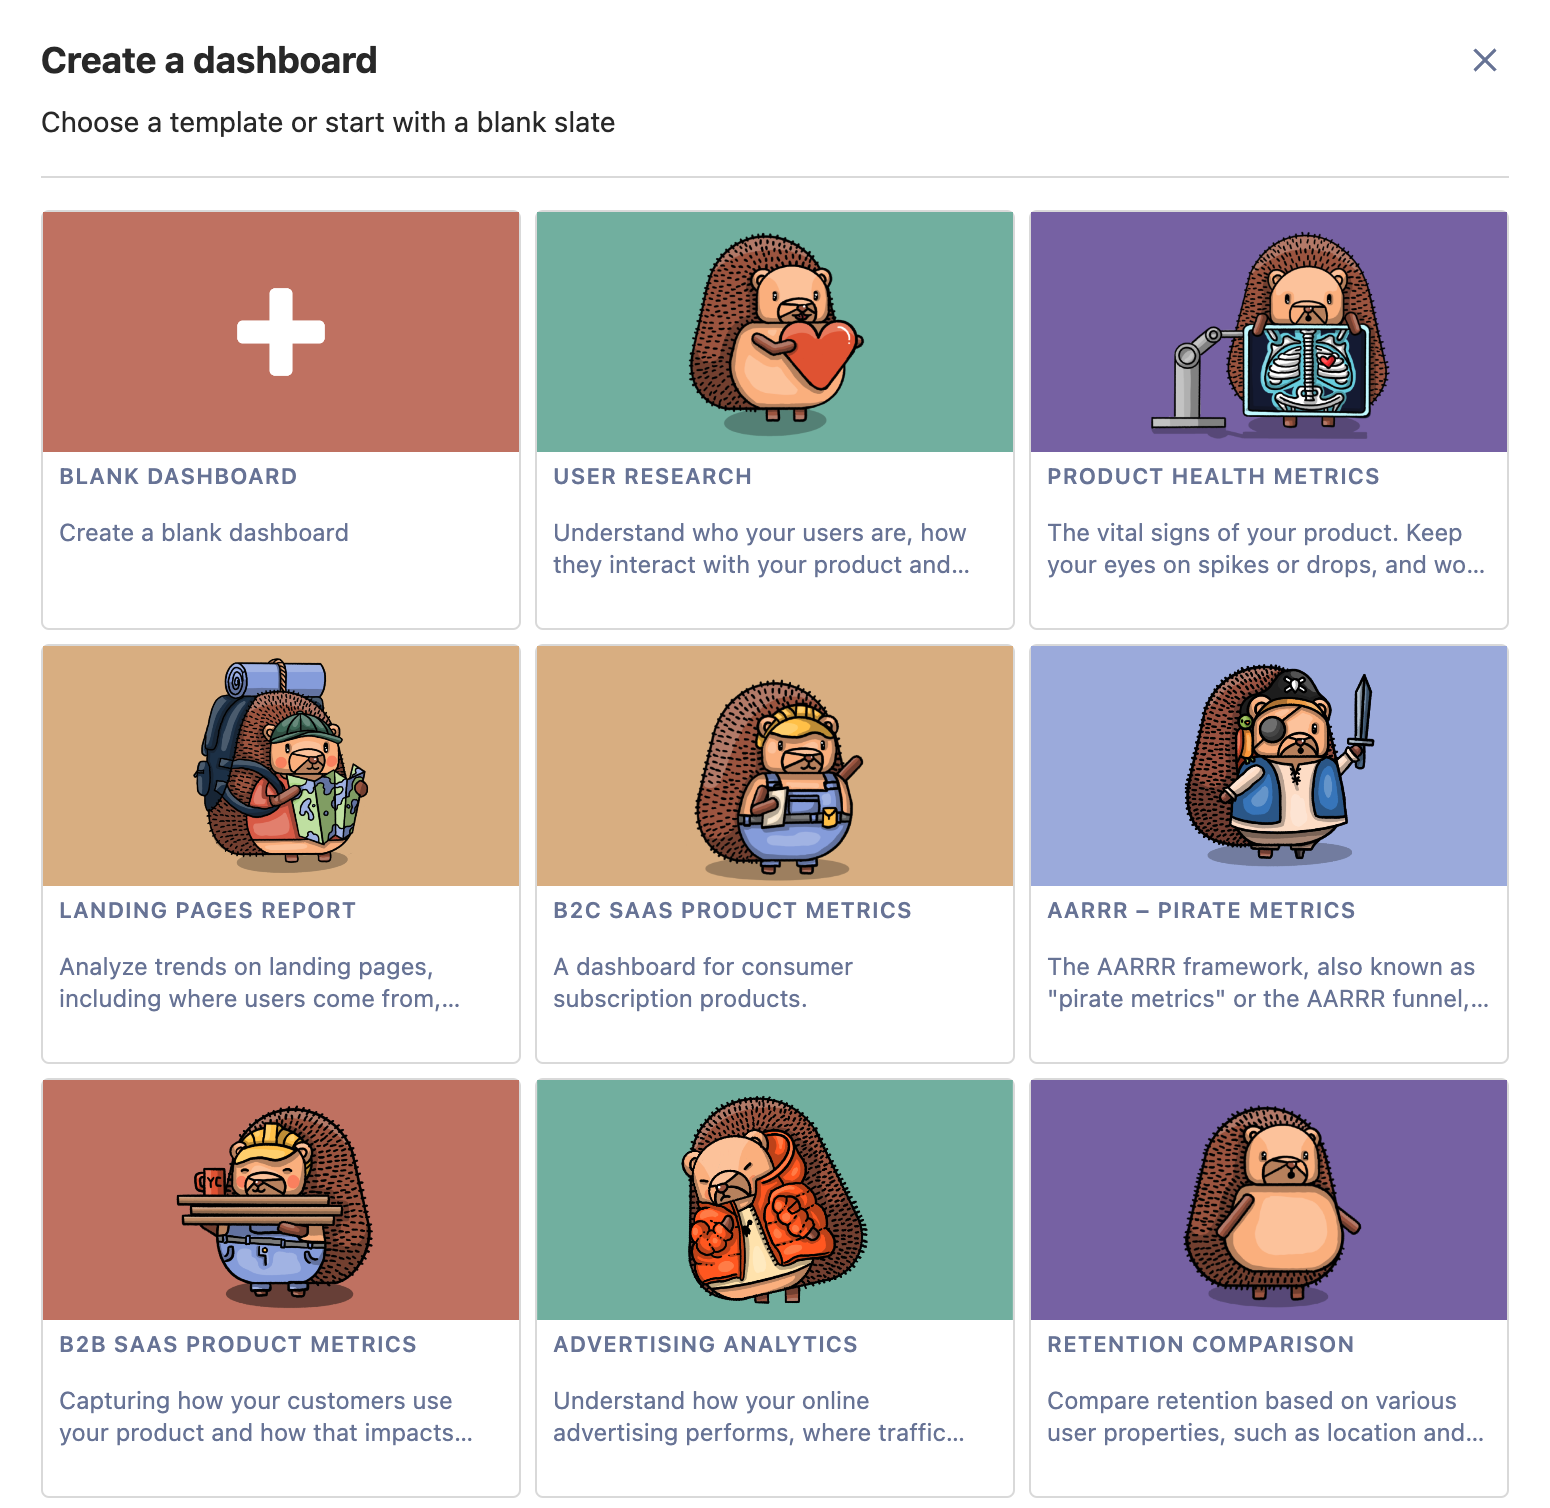 Create a dashboard
Choose a template or start with a blank slate
BLANK DASHBOARD
Create a blank dashboard
USER RESEARCH
Understand who your users are, how
they interact with your product and...
PRODUCT HEALTH METRICS
The vital signs of your product. Keep
your eyes on spikes or drops, and wo...
LANDING PAGES REPORT
Analyze trends on landing pages,
including where users come from,...
B2C SAAS PRODUCT METRICS
A dashboard for consumer
subscription products.
AARRR – PIRATE METRICS
The AARRR framework, also known as
"pirate metrics" or the AARRR funnel,...
YC
B2B SAAS PRODUCT METRICS
Capturing how your customers use
your product and how that impacts...
ADVERTISING ANALYTICS
Understand how your online
advertising performs, where traffic...
RETENTION COMPARISON
Compare retention based on various
user properties, such as location and...